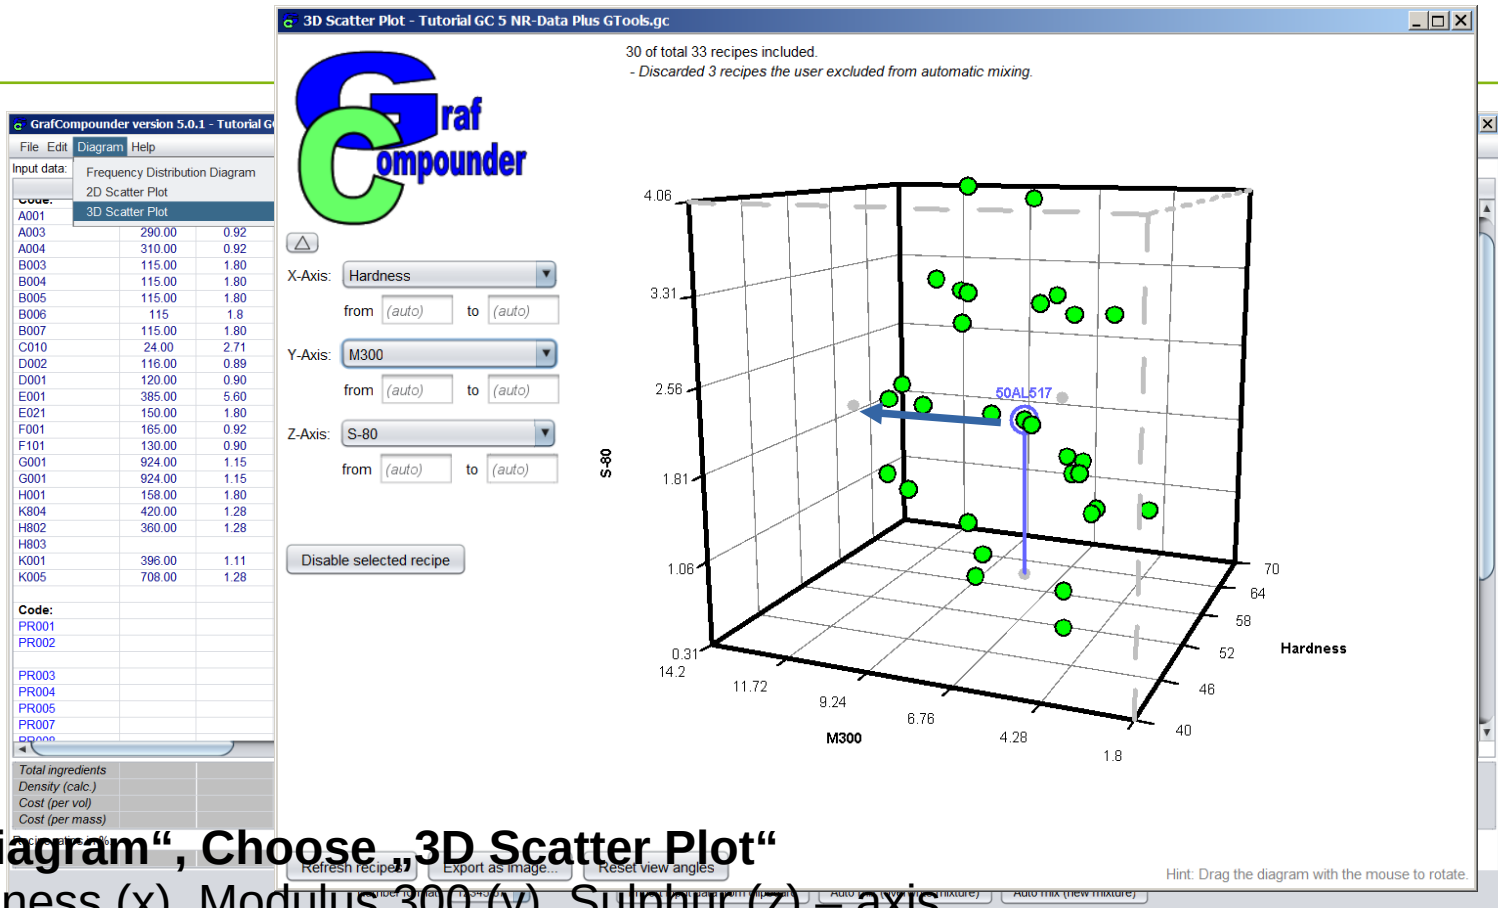 3D Scatter Plot - Tutorial GC 5 NR-Data Plus GTools.gc
30 of total 33 recipes included.
- Discarded 3 recipes the user excluded from automatic mixing.
Graf
Compounder
GrafCompounder version 5.0.1 - Tutorial
File Edit Diagram Help
Input data:
Frequency Distribution Diagram
2D Scatter Plot
3D Scatter Plot
Code:
A001
A003 290.00 0.92
A004 310.00 0.92
B003 115.00 1.80
B004 115.00 1.80
B005 115.00 1.80
B006 115 1.8
B007 115.00 1.80
C010 24.00 2.71
D002 116.00 0.89
D001 120.00 0.90
E001 385.00 5.60
E021 150.00 1.80
F001 165.00 0.92
F101 130.00 0.90
G001 924.00 1.15
G001 924.00 1.15
H001 158.00 1.80
K804 420.00 1.28
H802 360.00 1.28
H803
K001 396.00 1.11
K005 708.00 1.28
Code:
PR001
PR002
PR003
PR004
PR005
PR007
Total ingredients
Density (calc.)
Cost (per vol)
Cost (per mass)
X-Axis: Hardness
from (auto) to (auto)
Y-Axis: M300
from (auto) to (auto)
Z-Axis: S-80
from (auto) to (auto)
Disable selected recipe
4.06
3.31
2.56
1.81
1.06
0.31
S-80
50AL517
14.2
11.72
9.24
6.76
4.28
1.8
M300
70
64
58
52
46
40
Hardness
iagram“, Choose „3D Scatter Plot“
Refresh recipes Export as image... Reset view angles
Hint: Drag the diagram with the mouse to rotate.
ness (x), Modulus 300 (y), Sulphur (z) – axis
Auto mix (new mixture)